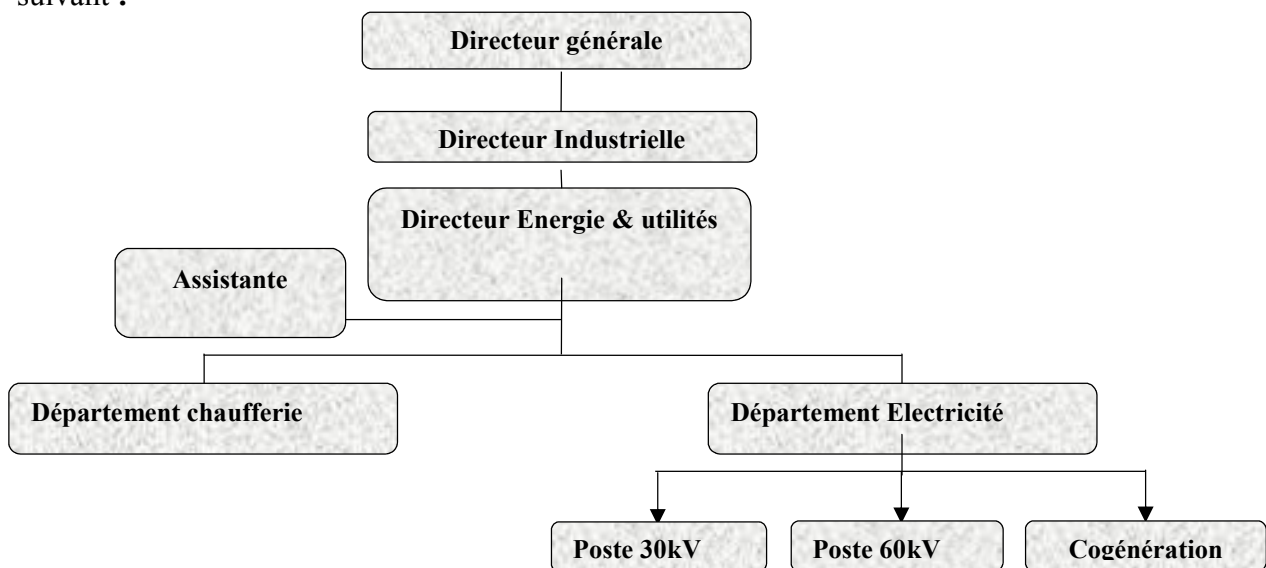 suivant :
Directeur générale
Directeur Industrielle
Directeur Energie & utilités
Assistante
Département chaufferie
Département Electricité
Poste 30kV
Poste 60kV
Cogénération